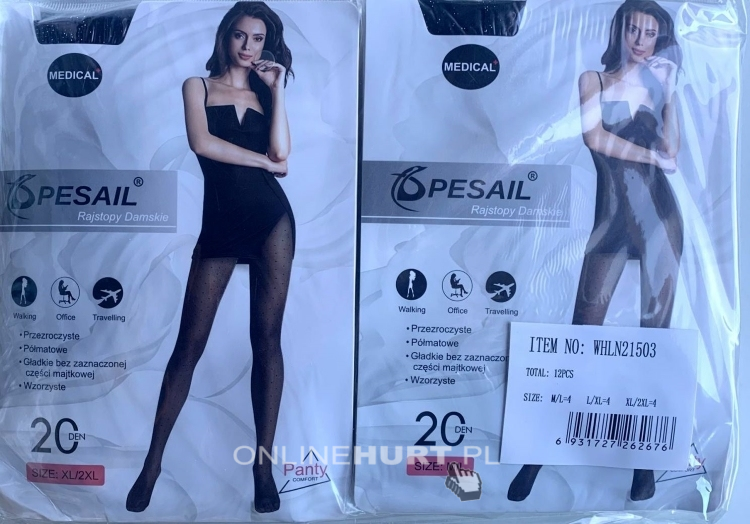 MEDICAL+
PESAIL®
Rajstopy Damskie
Walking Office Travelling
• Przezroczyste
• Półmatowe
• Gładkie bez zaznaczonej
części majtkowej
• Wzorzyste
20 DEN
SIZE: XL/2XL
Panty
COMFORT
MEDICAL+
PESAIL®
Rajstopy Damskie
Walking Office Travelling
• Przezroczyste
• Półmatowe
• Gładkie bez zaznaczonej
części majtkowej
• Wzorzyste
20 DEN
SIZE:
ITEM NO: WHLN21503
TOTAL: 12PCS
SIZE: M/L=4 L/XL=4 XL/2XL=4
6 931727 262676
ONLINEHURT.PL